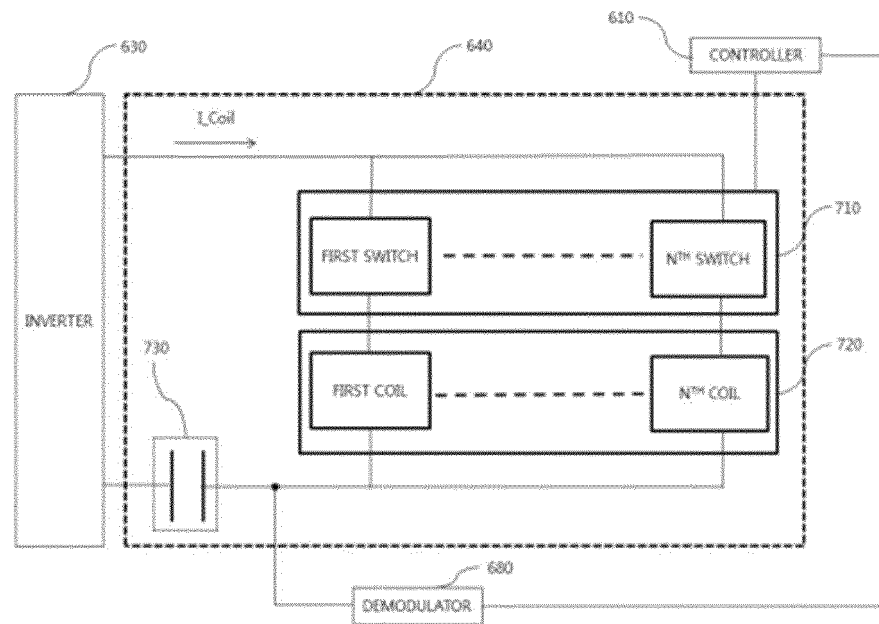 630
640
610
CONTROLLER
I_Coil
710
FIRST SWITCH
NTH SWITCH
INVERTER
730
720
FIRST COIL
NTH COIL
680
DEMODULATOR